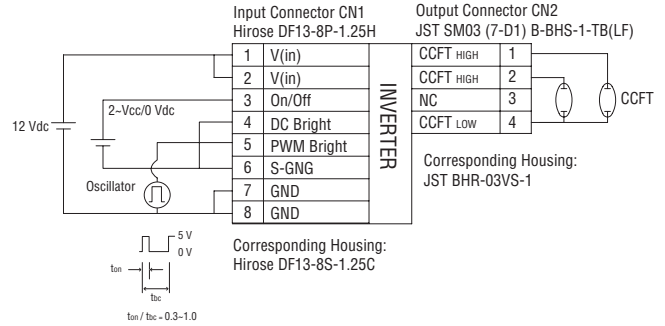 Input Connector CN1
Hirose DF13-8P-1.25H
Output Connector CN2
JST SM03 (7-D1) B-BHS-1-TB(LF)
1 V(in)
2 V(in)
3 On/Off
4 DC Bright
5 PWM Bright
6 S-GNG
7 GND
8 GND
INVERTER
CCFT HIGH 1
CCFT HIGH 2
NC 3
CCFT LOW 4
CCFT
2~Vcc/0 Vdc
12 Vdc
Oscillator
Corresponding Housing:
JST BHR-03VS-1
Corresponding Housing:
Hirose DF13-8S-1.25C
5 V
0 V
ton
tbc
ton / tbc = 0.3~1.0